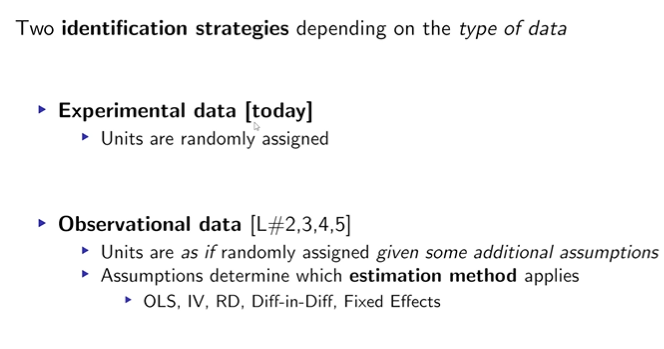 Two identification strategies depending on the type of data
Experimental data [today]
Units are randomly assigned
Observational data [L#2,3,4,5]
Units are as if randomly assigned given some additional assumptions
Assumptions determine which estimation method applies
OLS, IV, RD, Diff-in-Diff, Fixed Effects